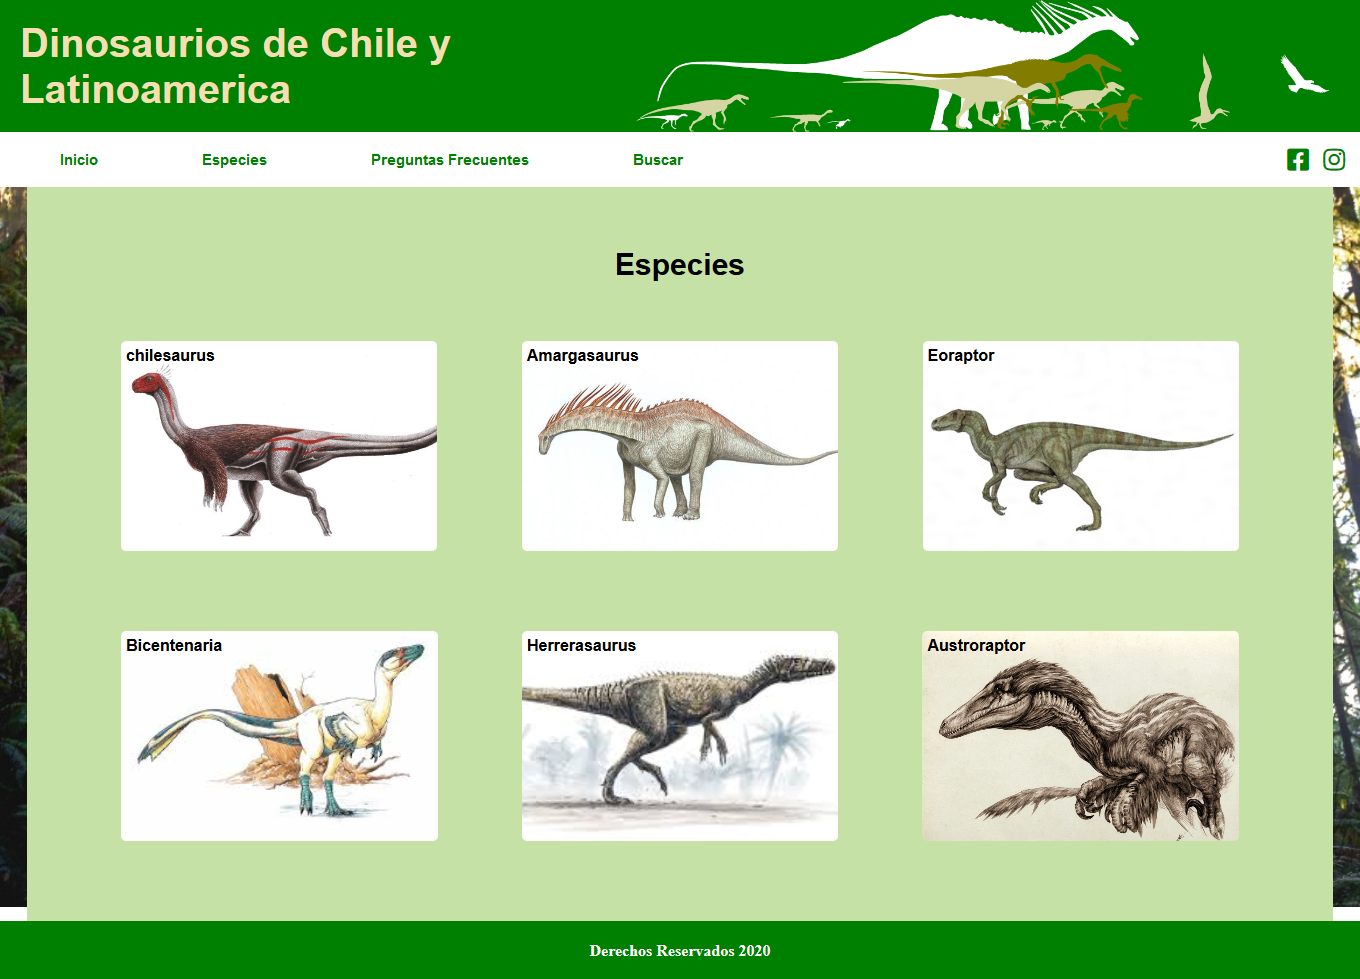 Dinosaurios de Chile y
Latinoamerica
Inicio
Especies
Preguntas Frecuentes
Buscar
Especies
chilesaurus
Amargasaurus
Eoraptor
Bicentenaria
Herrerasaurus
Austroraptor
Derechos Reservados 2020